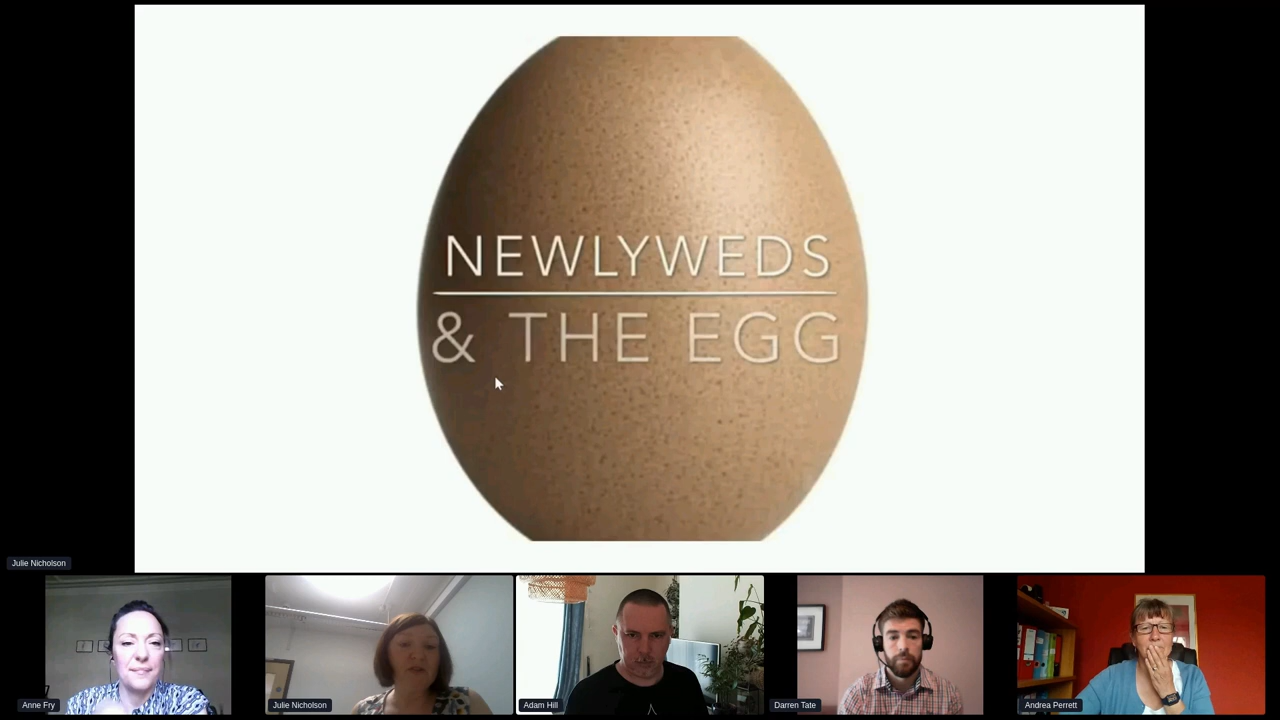 NEWLYWEDS
& THE EGG
Julie Nicholson
Anne Fry
Julie Nicholson
Adam Hill
Darren Tate
Andrea Perrett